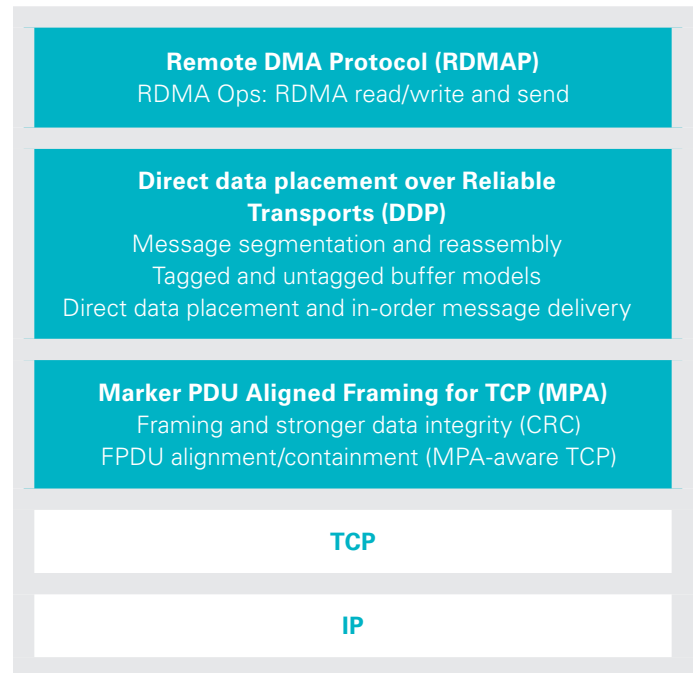 Remote DMA Protocol (RDMAP)
RDMA Ops: RDMA read/write and send
Direct data placement over Reliable
Transports (DDP)
Message segmentation and reassembly
Tagged and untagged buffer models
Direct data placement and in-order message delivery
Marker PDU Aligned Framing for TCP (MPA)
Framing and stronger data integrity (CRC)
FPDU alignment/containment (MPA-aware TCP)
TCP
IP